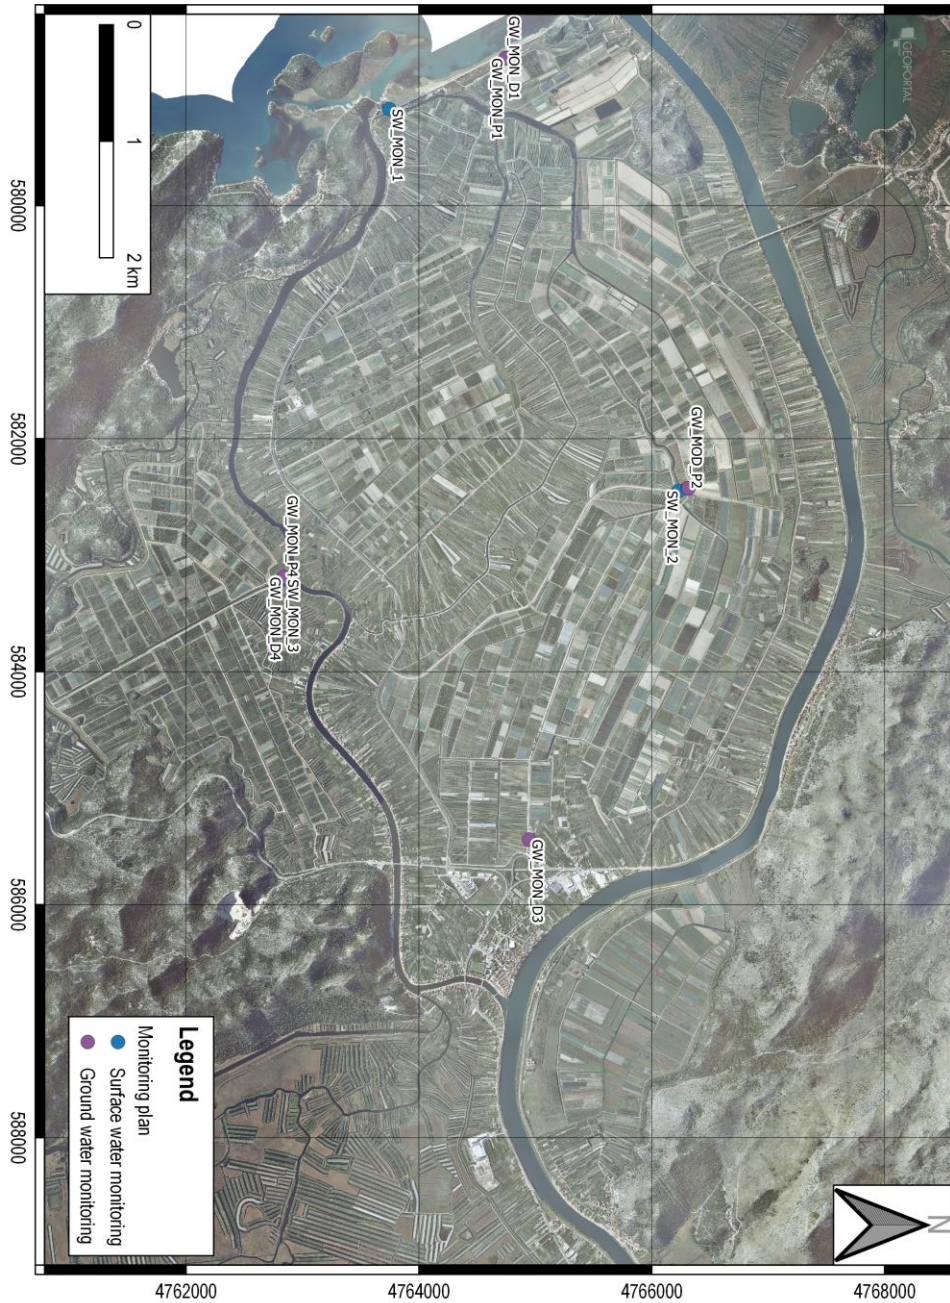 GEOPORTAL
N
GW_MON_D1
GW_MON_P1
SW_MON_1
GW_MOD_P2
SW_MON_2
GW_MON_P4
SW_MON_3
GW_MON_D4
GW_MON_D3
0
1
2 km
580000
582000
584000
586000
588000
4762000
4764000
4766000
4768000
Legend
Monitoring plan
Surface water monitoring
Ground water monitoring